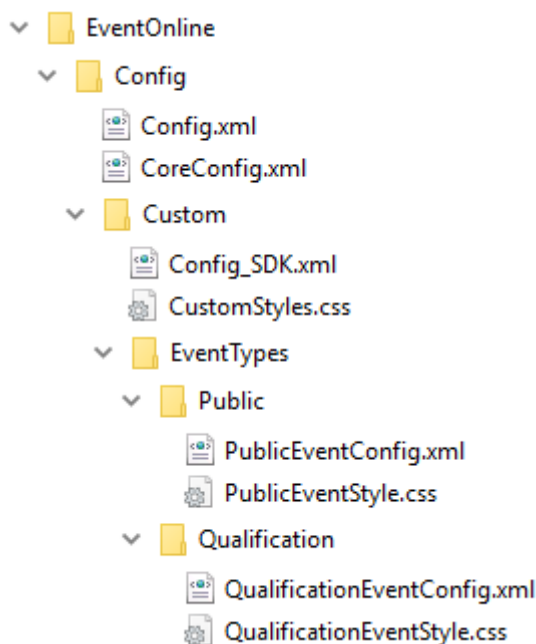 EventOnline
Config
Config.xml
CoreConfig.xml
Custom
Config_SDK.xml
CustomStyles.css
EventTypes
Public
PublicEventConfig.xml
PublicEventStyle.css
Qualification
QualificationEventConfig.xml
QualificationEventStyle.css